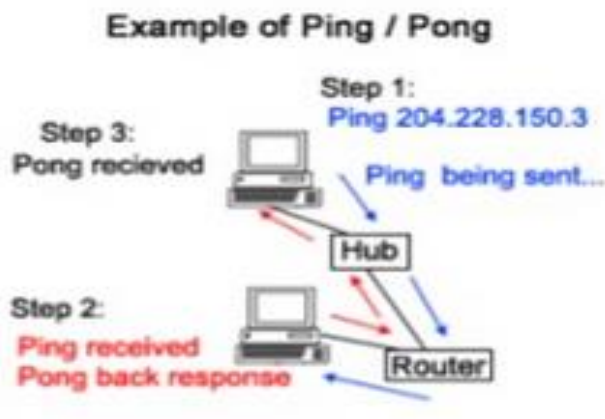 Example of Ping / Pong
Step 1:
Ping 204.228.150.3
Step 3:
Pong recieved
Ping being sent...
Hub
Step 2:
Ping received
Pong back response
Router